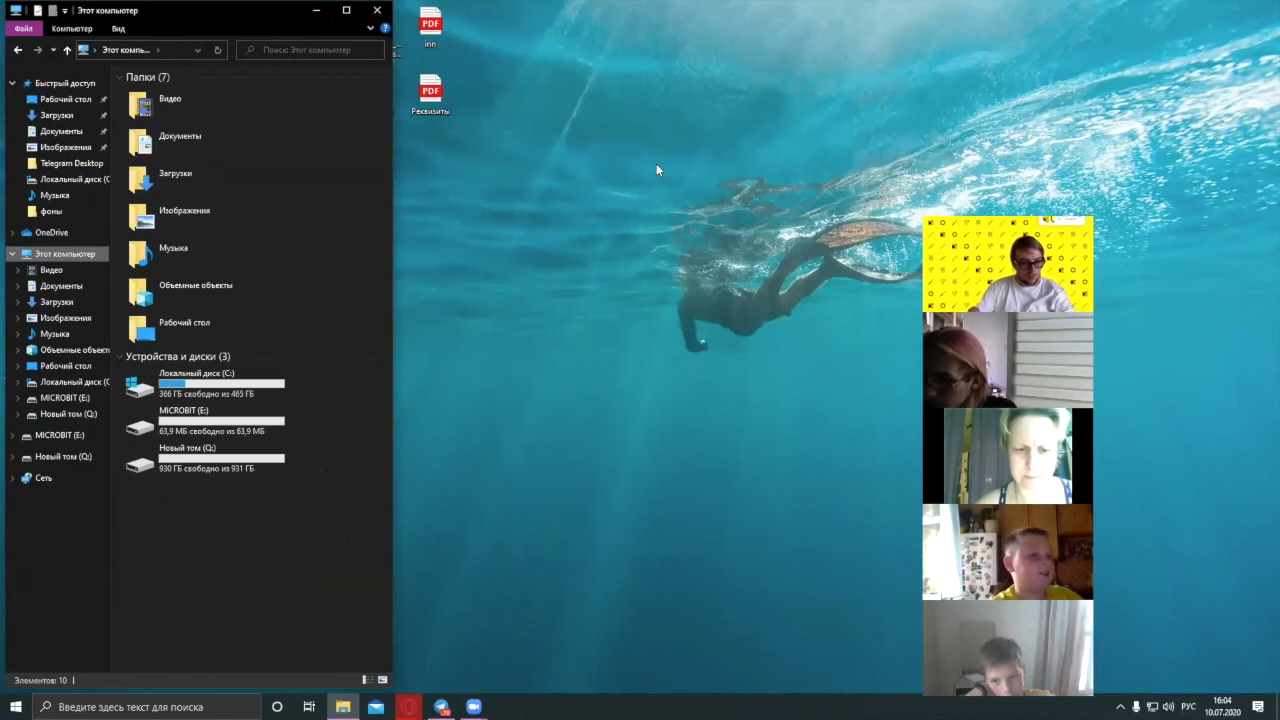 Этот компьютер
Файл
Компьютер
Вид
Этот компь...
Поиск: Этот компьютер
Быстрый доступ
Рабочий стол
Загрузки
Документы
Изображения
Telegram Desktop
Локальный диск (C
Музыка
фоны
OneDrive
Этот компьютер
Видео
Документы
Загрузки
Изображения
Музыка
Объемные объект
Рабочий стол
Локальный диск (C
MICROBIT (E:)
Новый том (Q:)
MICROBIT (E:)
Новый том (Q:)
Сеть
Папки (7)
Видео
Документы
Загрузки
Изображения
Музыка
Объемные объекты
Рабочий стол
Устройства и диски (3)
Локальный диск (C:)
366 ГБ свободно из 465 ГБ
MICROBIT (E:)
63,9 МБ свободно из 63,9 МБ
Новый том (Q:)
930 ГБ свободно из 931 ГБ
Элементов: 10
PDF
inn
PDF
Реквизиты
Введите здесь текст для поиска
РУС
16:04
10.07.2020